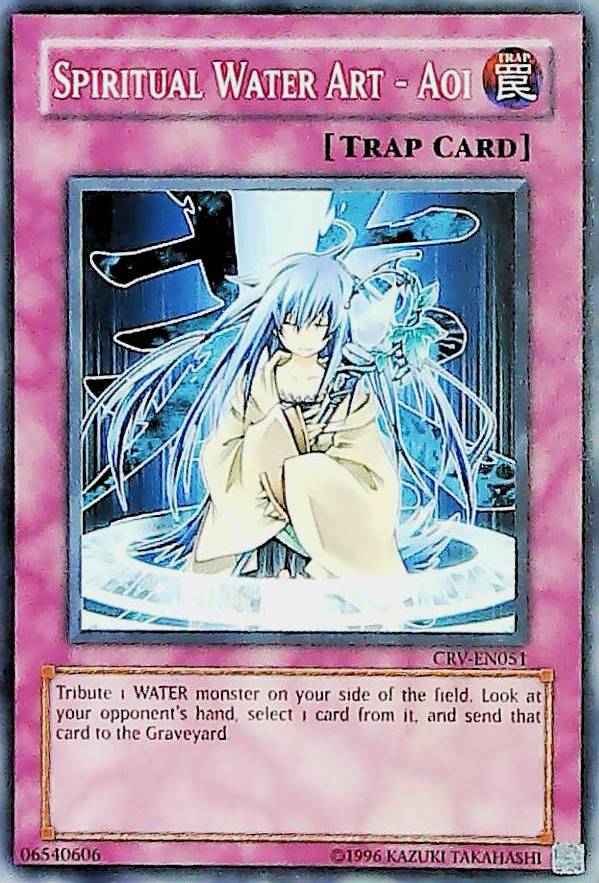 Spiritual Water Art - Aoi
TRAP
罠
[Trap Card]
CRV-EN051
Tribute 1 WATER monster on your side of the field. Look at
your opponent's hand, select 1 card from it, and send that
card to the Graveyard
06540606
©1996 KAZUKI TAKAHASHI